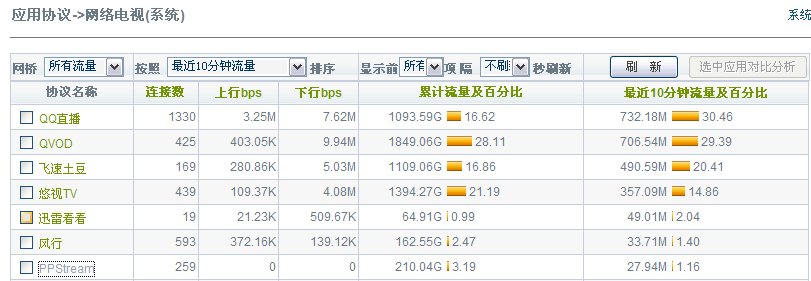 应用协议->网络电视(系统) 系统
网桥 所有流量 按照 最近10分钟流量 排序 显示前 所有 项 隔 不刷 秒刷新 刷 新 选中应用对比分析
协议名称 连接数 上行bps 下行bps 累计流量及百分比 最近10分钟流量及百分比
QQ直播 1330 3.25M 7.62M 1093.59G 16.62 732.18M 30.46
QVOD 425 403.05K 9.94M 1849.06G 28.11 706.54M 29.39
飞速土豆 169 280.86K 5.03M 1109.06G 16.86 490.59M 20.41
悠视TV 439 109.37K 4.08M 1394.27G 21.19 357.09M 14.86
迅雷看看 19 21.23K 509.67K 64.91G 0.99 49.01M 2.04
风行 593 372.16K 139.12K 162.55G 2.47 33.71M 1.40
PPStream 259 0 0 210.04G 3.19 27.94M 1.16